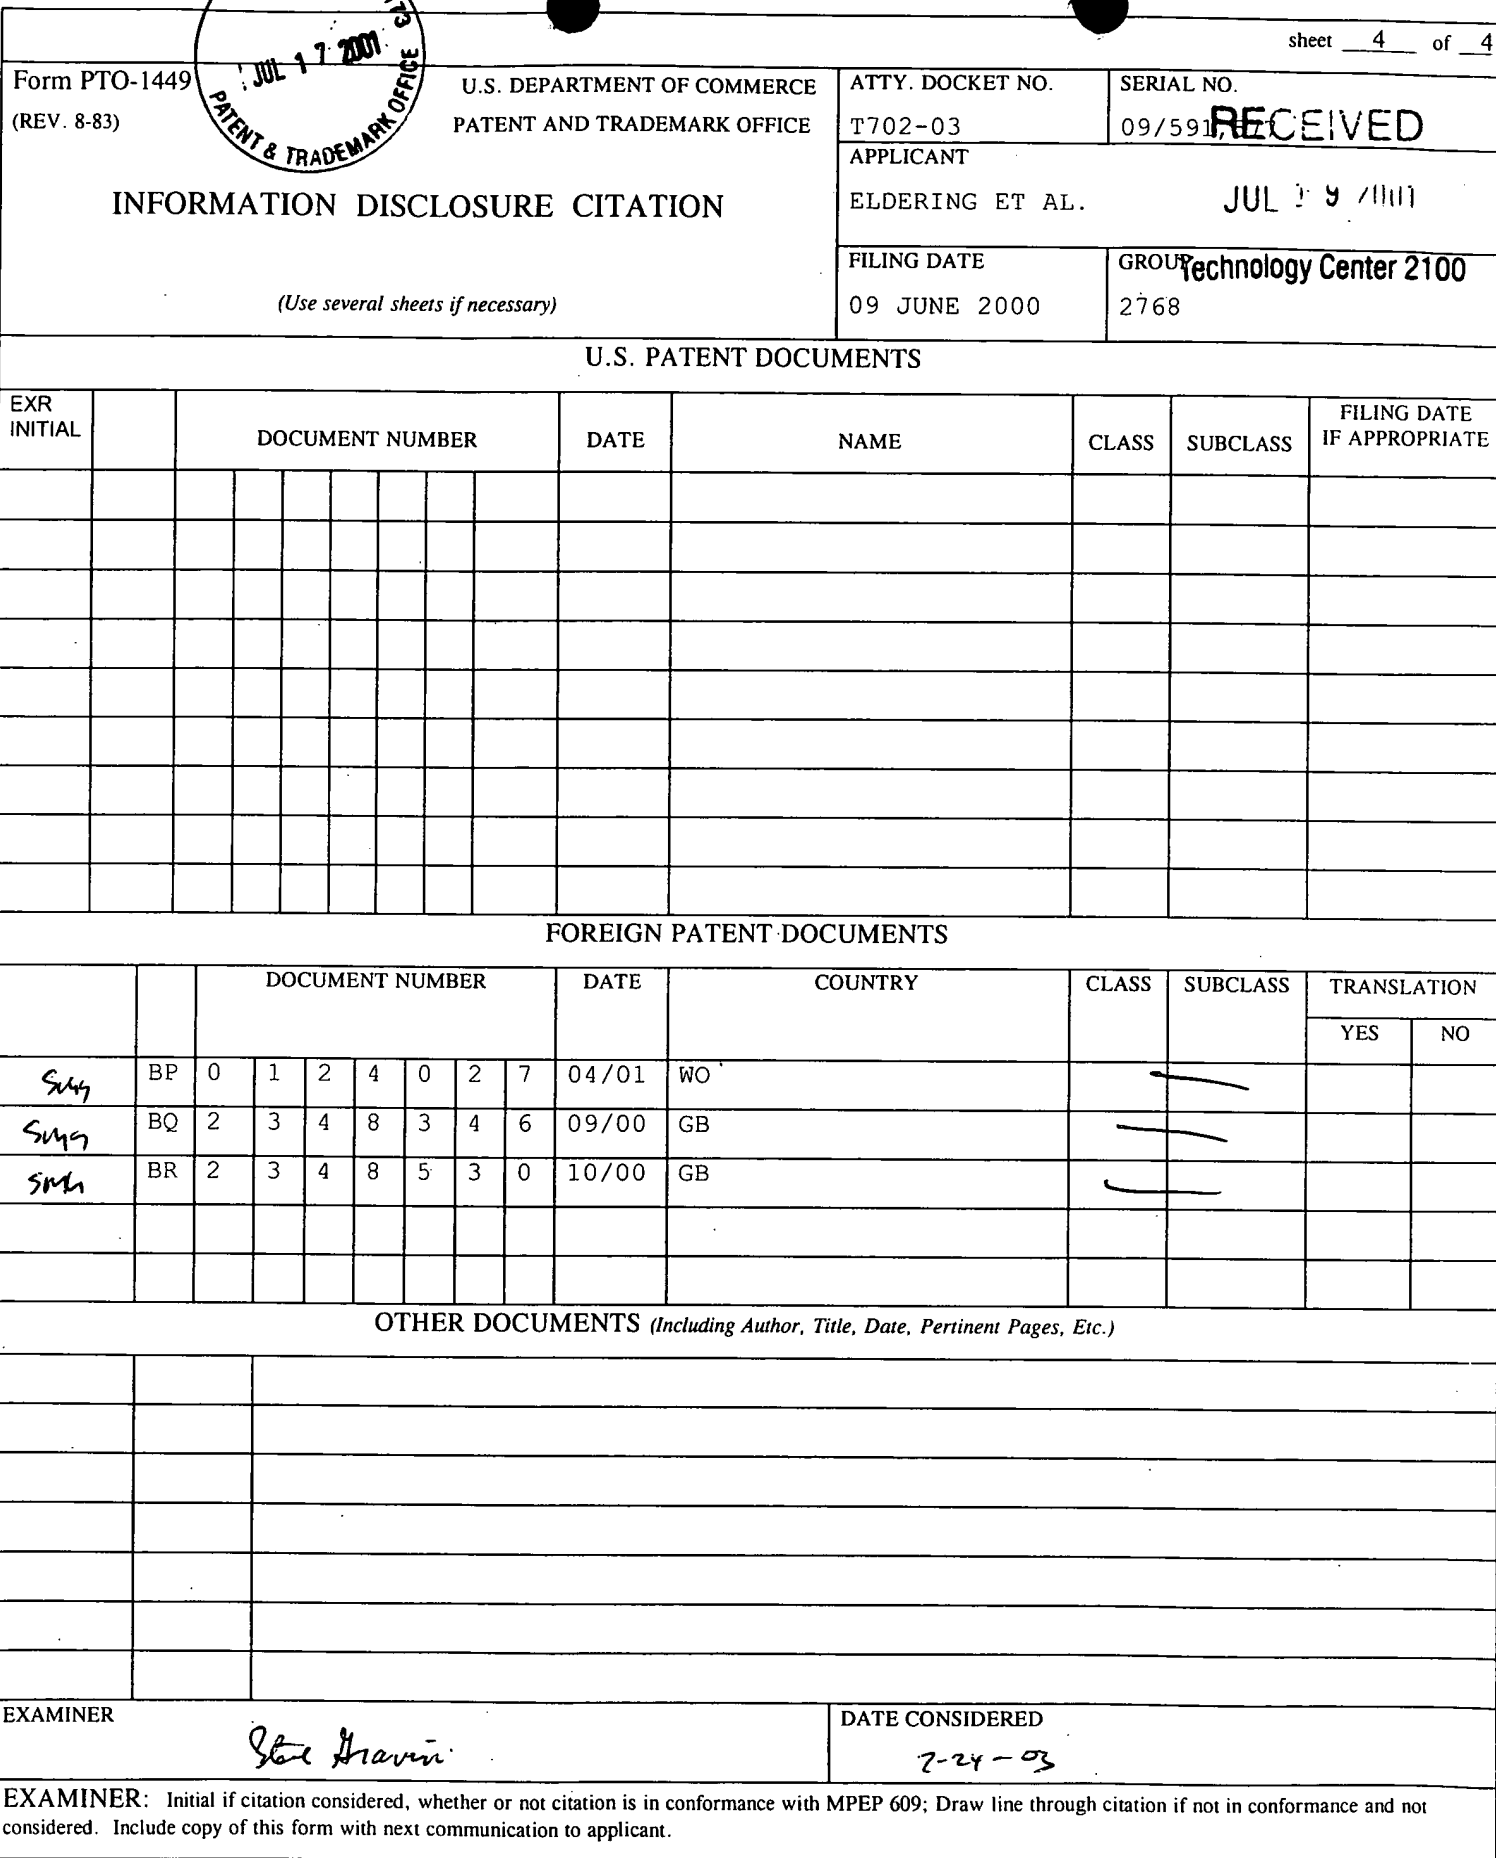 sheet 4 of 4
JUL 17 2001
PATENT & TRADEMARK OFFICE
Form PTO-1449
(REV. 8-83)
U.S. DEPARTMENT OF COMMERCE
PATENT AND TRADEMARK OFFICE
INFORMATION DISCLOSURE CITATION
(Use several sheets if necessary)
ATTY. DOCKET NO.
T702-03
SERIAL NO.
RECEIVED
APPLICANT
ELDERING ET AL.
JUL
FILING DATE
09 JUNE 2000
GROUP
Technology Center 2100
2768
U.S. PATENT DOCUMENTS
EXR
INITIAL
DOCUMENT NUMBER DATE NAME CLASS SUBCLASS
FILING DATE
IF APPROPRIATE
FOREIGN PATENT DOCUMENTS
DOCUMENT NUMBER DATE COUNTRY CLASS SUBCLASS TRANSLATION
YES NO
BP 0 1 2 4 0 2 7 04/01 WO
BQ 2 3 4 8 3 4 6 09/00 GB
BR 2 3 4 8 5 3 0 10/00 GB
OTHER DOCUMENTS (Including Author, Title, Date, Pertinent Pages, Etc.)
EXAMINER
DATE CONSIDERED
EXAMINER: Initial if citation considered, whether or not citation is in conformance with MPEP 609; Draw line through citation if not in conformance and not
considered. Include copy of this form with next communication to applicant.